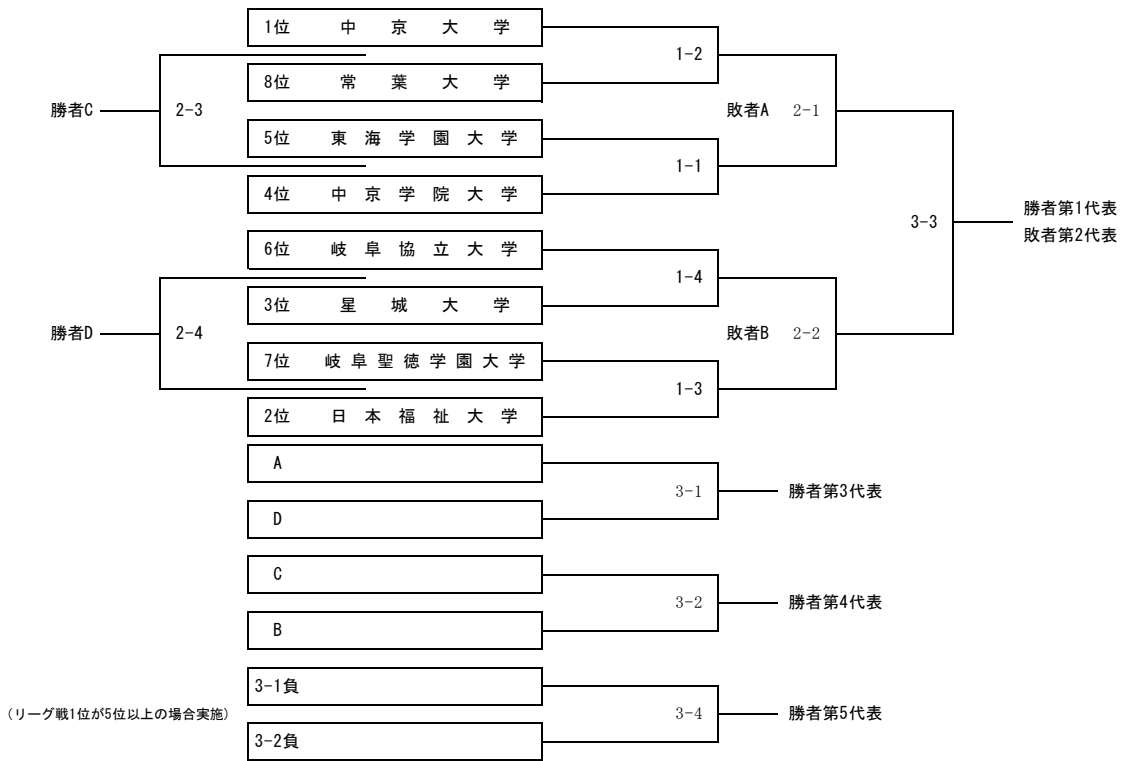 1位 中京大学
1-2
8位 常葉大学
勝者C 2-3
敗者A 2-1
5位 東海学園大学
1-1
4位 中京学院大学
3-3
勝者第1代表
敗者第2代表
6位 岐阜協立大学
1-4
3位 星城大学
勝者D 2-4
敗者B 2-2
7位 岐阜聖徳学園大学
1-3
2位 日本福祉大学
A
3-1 勝者第3代表
D
C
3-2 勝者第4代表
B
3-1負
(リーグ戦1位が5位以上の場合実施)
3-4 勝者第5代表
3-2負